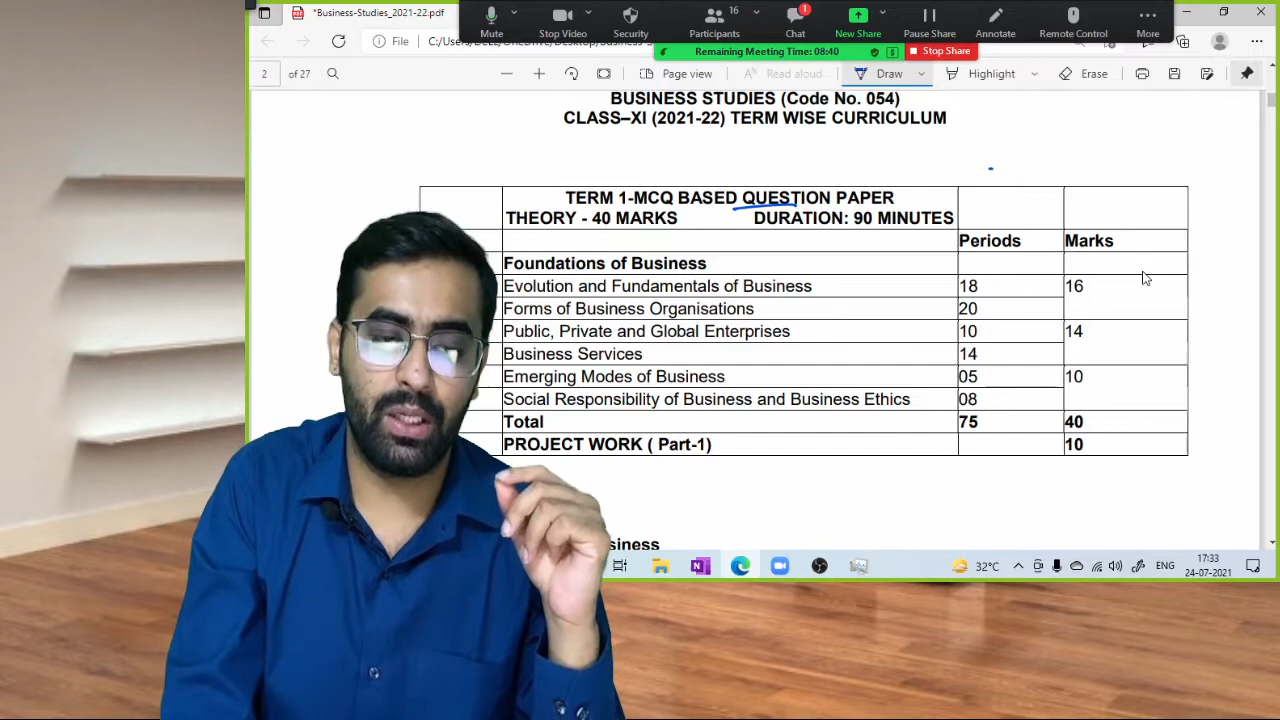 *Business-Studies_2021-22.pdf
16
1
Mute
Stop Video
Security
Participants
Chat
New Share
Pause Share
Annotate
Remote Control
More
Remaining Meeting Time: 08:40
Stop Share
File
2 of 27
Page view
Read aloud
Draw
Highlight
Erase
BUSINESS STUDIES (Code No. 054)
CLASS–XI (2021-22) TERM WISE CURRICULUM
TERM 1-MCQ BASED QUESTION PAPER
THEORY - 40 MARKS DURATION: 90 MINUTES
Periods Marks
Foundations of Business
Evolution and Fundamentals of Business 18 16
Forms of Business Organisations 20
Public, Private and Global Enterprises 10 14
Business Services 14
Emerging Modes of Business 05 10
Social Responsibility of Business and Business Ethics 08
Total 75 40
PROJECT WORK ( Part-1) 10
32°C
ENG
17:33
24-07-2021